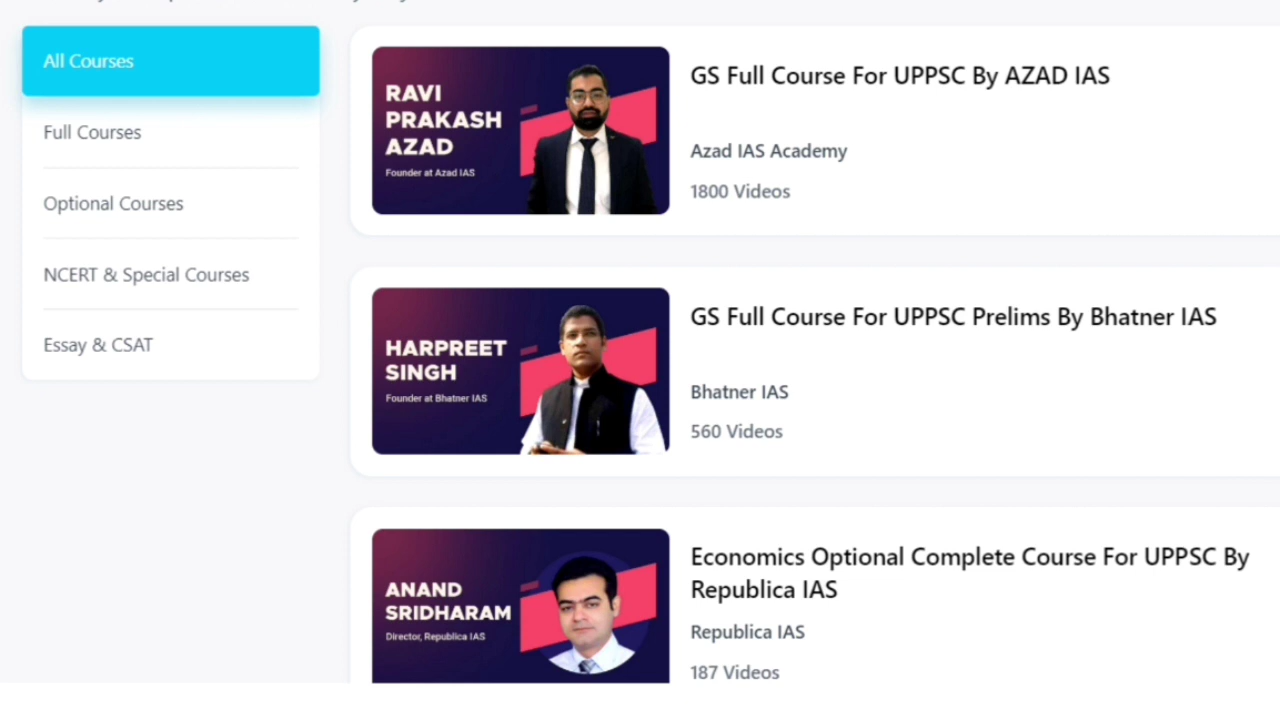 All Courses
Full Courses
Optional Courses
NCERT & Special Courses
Essay & CSAT
RAVI
PRAKASH
AZAD
Founder at Azad IAS
GS Full Course For UPPSC By AZAD IAS
Azad IAS Academy
1800 Videos
HARPREET
SINGH
Founder at Bhatner IAS
GS Full Course For UPPSC Prelims By Bhatner IAS
Bhatner IAS
560 Videos
ANAND
SRIDHARAM
Director, Republica IAS
Economics Optional Complete Course For UPPSC By
Republica IAS
Republica IAS
187 Videos